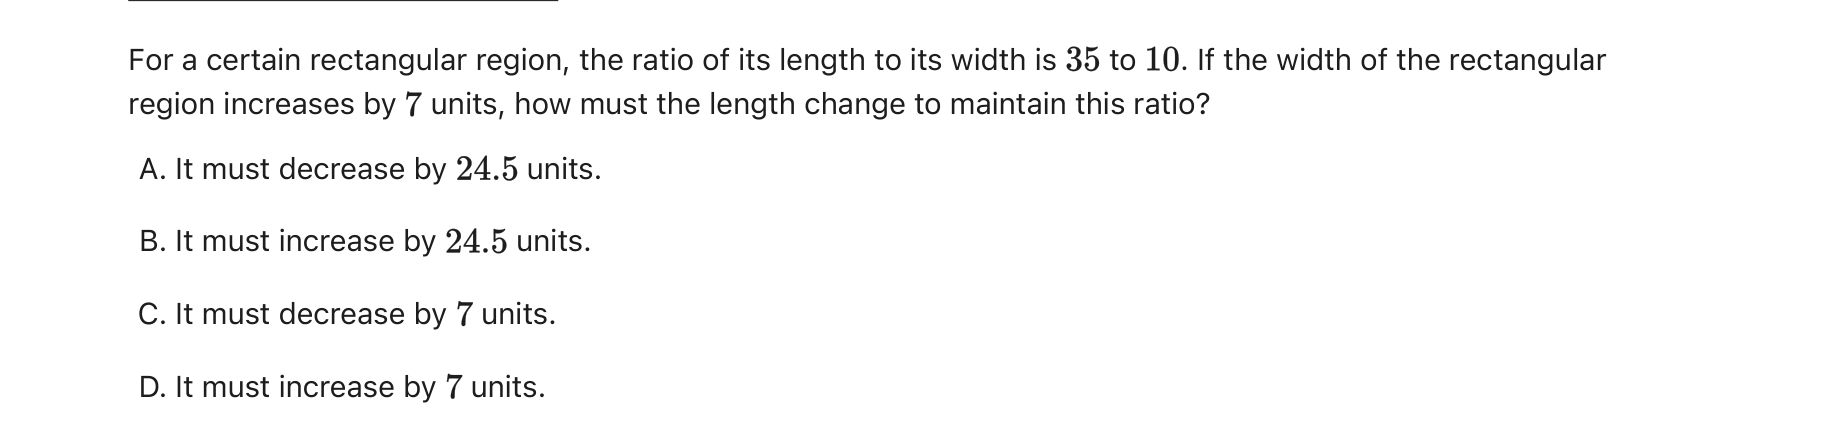 For a certain rectangular region, the ratio of its length to its width is 35 to 10. If the width of the rectangular
region increases by 7 units, how must the length change to maintain this ratio?
A. It must decrease by 24.5 units.
B. It must increase by 24.5 units.
C. It must decrease by 7 units.
D. It must increase by 7 units.